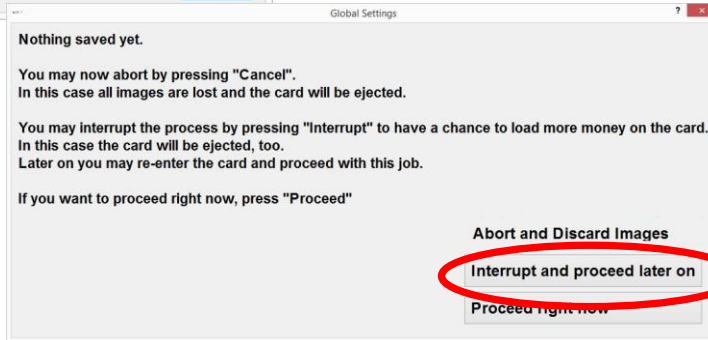 Global Settings
?
Nothing saved yet.
You may now abort by pressing "Cancel".
In this case all images are lost and the card will be ejected.
You may interrupt the process by pressing "Interrupt" to have a chance to load more money on the card.
In this case the card will be ejected, too.
Later on you may re-enter the card and proceed with this job.
If you want to proceed right now, press "Proceed"
Abort and Discard Images
Interrupt and proceed later on
Proceed right now